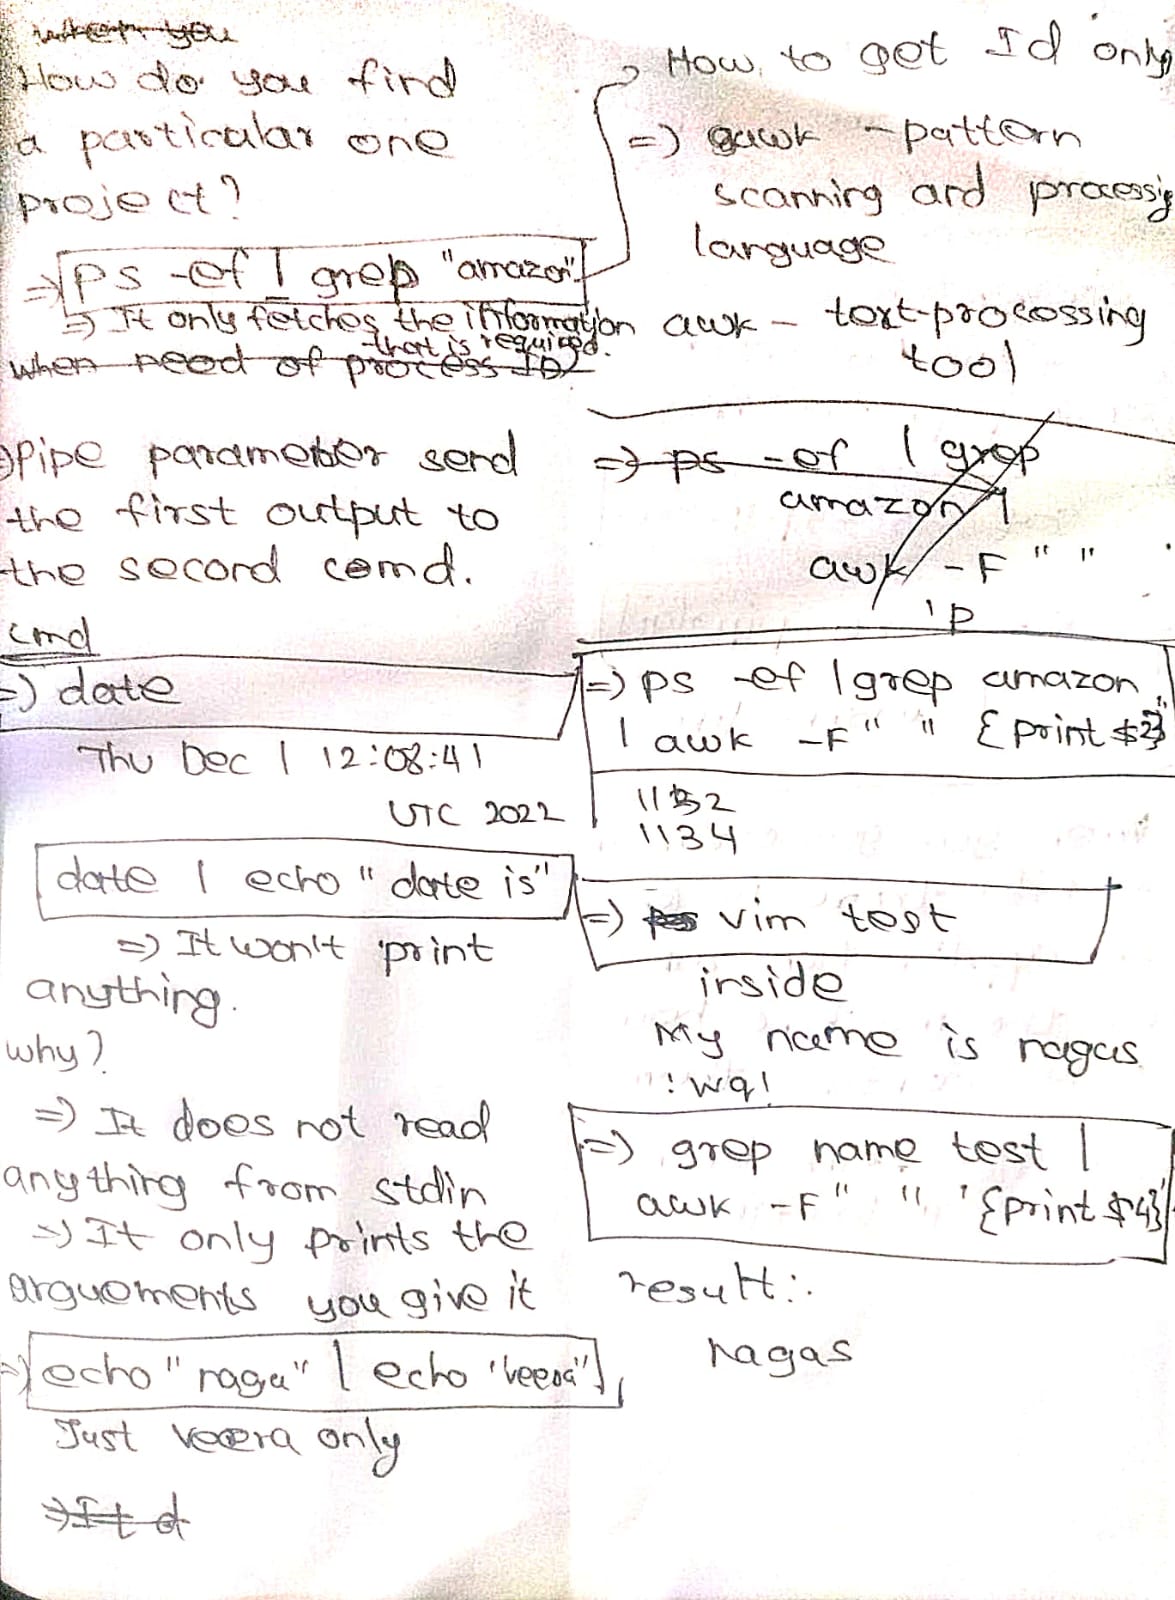 when you
How do you find
a particular one
project?
=> ps -ef | grep "amazon"
=> It only fetches the information
that is required.
when need of process ID?
=> Pipe parameter send
the first output to
the second comd.
cmd
=> date
Thu Dec 1 12:08:41
UTC 2022
date | echo "date is"
=> It won't print
anything.
why?
=> It does not read
anything from stdin
=> It only prints the
arguements you give it
=> echo "naga" | echo 'veera"
Just veera only
=> It d
How to get Id only
=> gawk - pattern
scanning and processing
language
awk - text-processing
tool
=> ps -ef | grep
amazon |
awk -F " "
'p
=> ps -ef | grep amazon
| awk -F " " {print $2}'
1132
1134
=> ps vim test
inside
My name is nagas
:wq!
=> grep name test |
awk -F " " '{print $4}'
result:
nagas